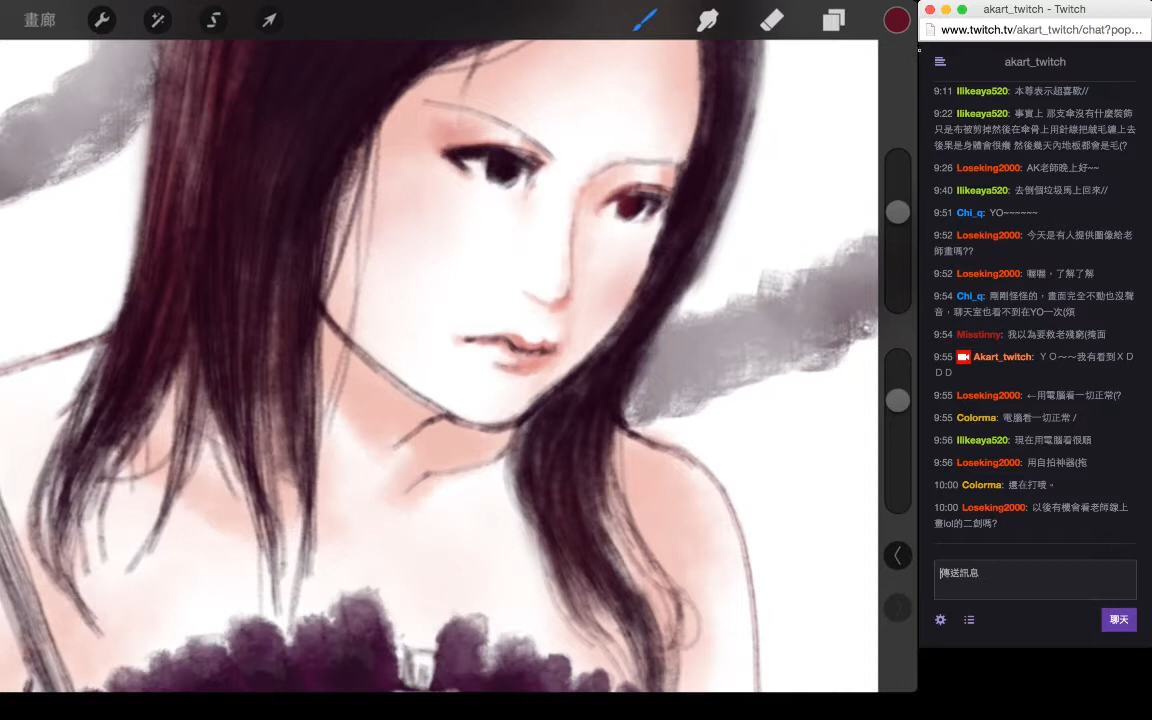 畫廊
akart_twitch - Twitch
www.twitch.tv/akart_twitch/chat?pop…
akart_twitch
9:11 Ilikeaya520: 本尊表示超喜歡//
9:22 Ilikeaya520: 事實上 那支傘沒有什麼裝飾
只是布被剪掉然後在傘骨上用針線把絨毛縫上去
後果是身體會很癢 然後幾天內地板都會是毛(?
9:26 Loseking2000: AK老師晚上好~~
9:40 Ilikeaya520: 去倒個垃圾馬上回來//
9:51 Chi_q: YO~~~~~~
9:52 Loseking2000: 今天是有人提供圖像給老
師畫嗎??
9:52 Loseking2000: 喔喔，了解了解
9:54 Chi_q: 剛剛怪怪的，畫面完全不動也沒聲
音，聊天室也看不到在YO一次(煩
9:54 Misstinny: 我以為要救老殘窮(掩面
9:55 Akart_twitch: ＹＯ～～我有看到ＸＤ
ＤＤ
9:55 Loseking2000: ←用電腦看一切正常(?
9:55 Colorma: 電腦看一切正常 /
9:56 Ilikeaya520: 現在用電腦看很順
9:56 Loseking2000: 用自拍神器(拖
10:00 Colorma: 還在打噴。
10:00 Loseking2000: 以後有機會看老師線上
畫lol的二創嗎?
傳送訊息
聊天